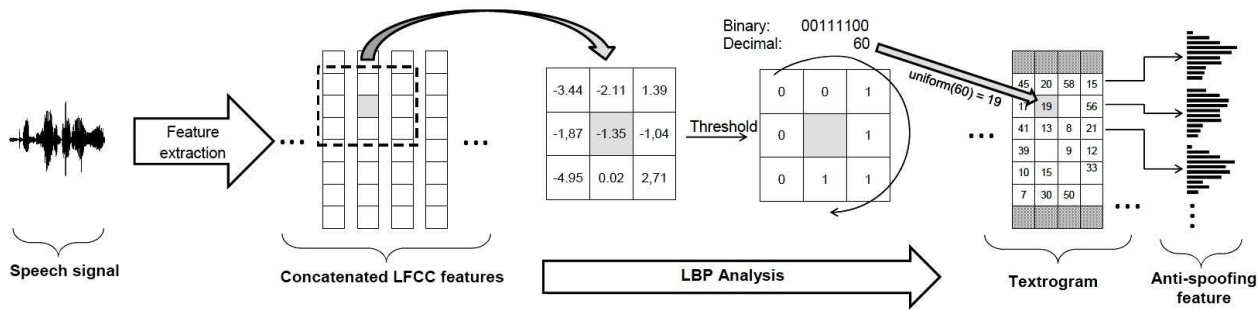 Speech signal
Feature
extraction
...
...
Concatenated LFCC features
-3.44 -2.11 1.39
-1,87 -1.35 -1,04
-4.95 0.02 2,71
Threshold
Binary: 00111100
Decimal: 60
0 0 1
0 1
0 1 1
uniform(60) = 19
LBP Analysis
...
45 20 58 15
19 56
41 13 8 21
39 9 12
10 15 33
7 30 50
...
Textrogram
Anti-spoofing
feature